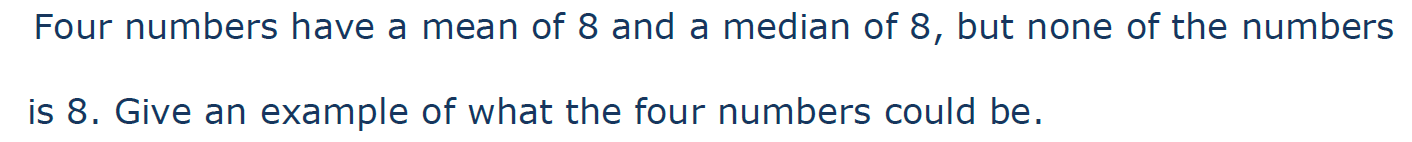 Four numbers have a mean of 8 and a median of 8, but none of the numbers
is 8. Give an example of what the four numbers could be.